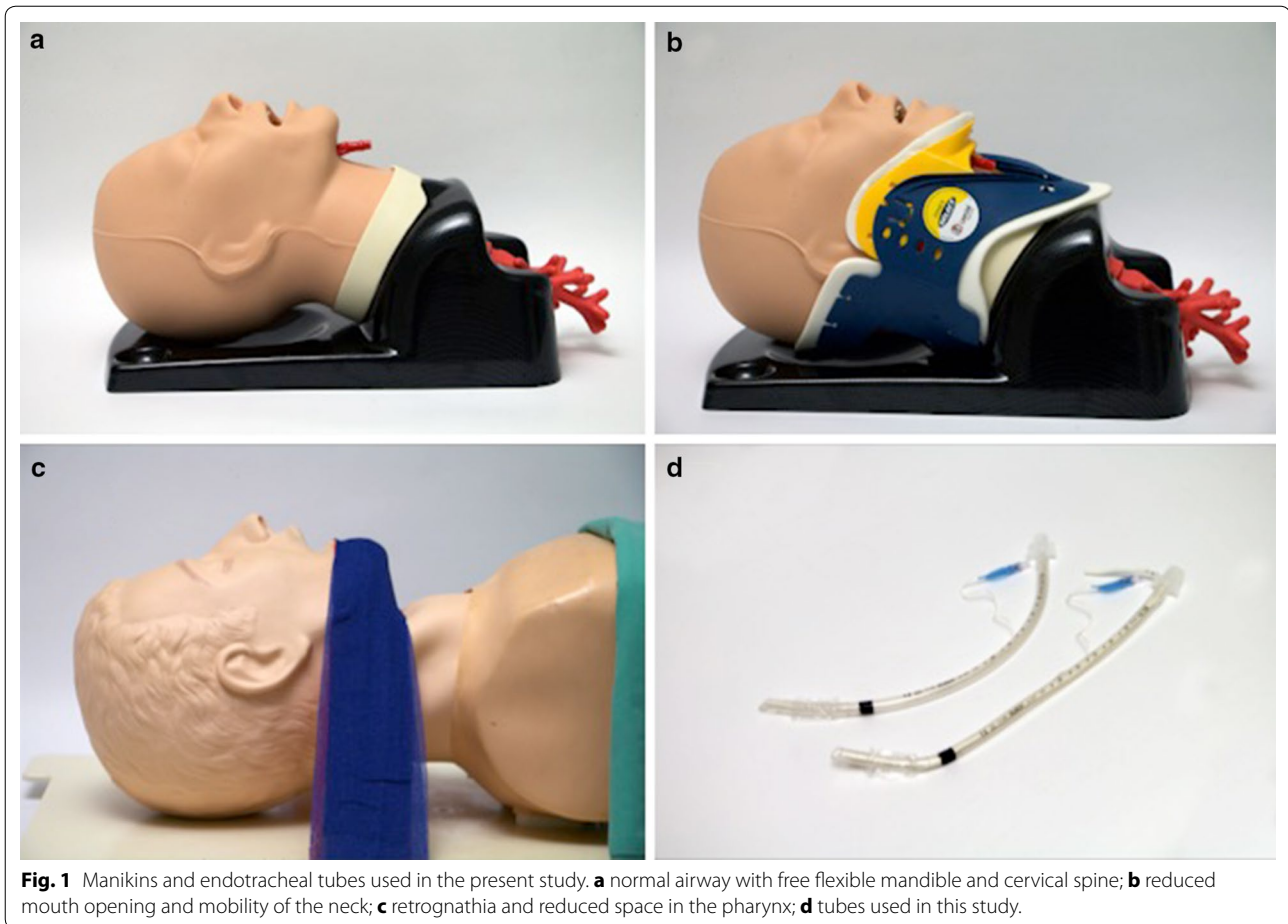 a
b
c
d
Fig. 1 Manikins and endotracheal tubes used in the present study. a normal airway with free flexible mandible and cervical spine; b reduced
mouth opening and mobility of the neck; c retrognathia and reduced space in the pharynx; d tubes used in this study.